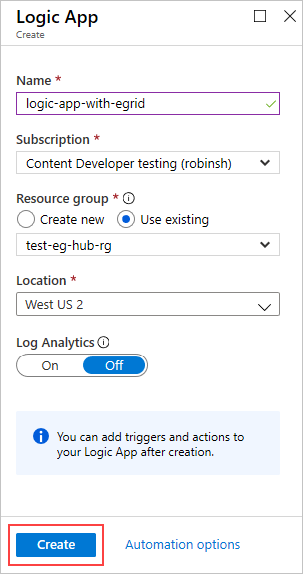 Logic App
Create
Name *
logic-app-with-egrid
Subscription *
Content Developer testing (robinsh)
Resource group *
Create new Use existing
test-eg-hub-rg
Location *
West US 2
Log Analytics
On Off
You can add triggers and actions to
your Logic App after creation.
Create Automation options